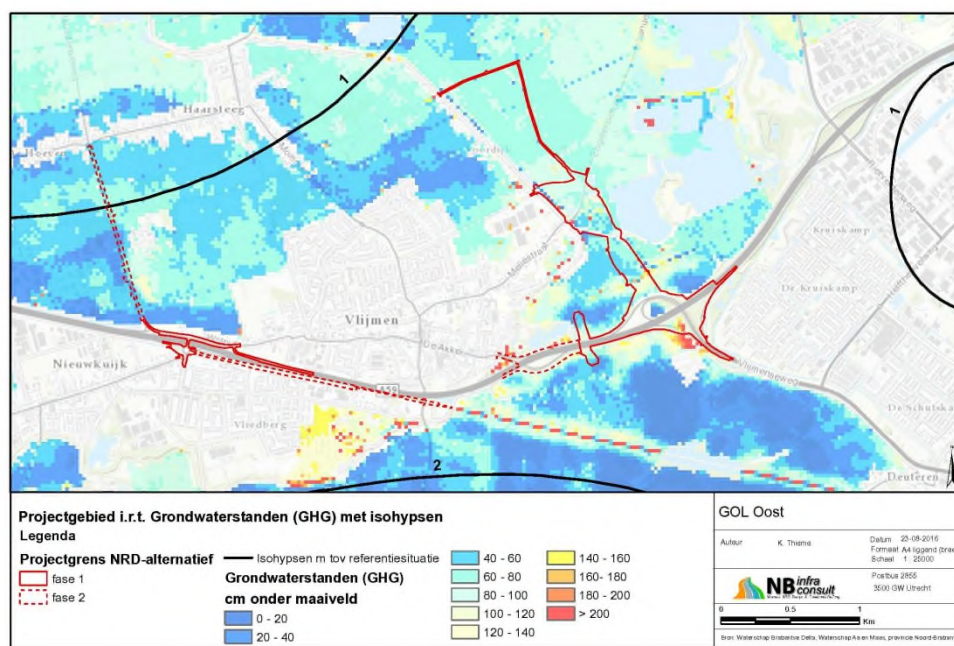 1
1
Haarsteeg
Hoeven
Kruiskamp
De Kruiskamp
Vlijmen
Nieuwkuijk
A59
Vlijmenseweg
Vliedberg
2
Deuteren
Projectgebied i.r.t. Grondwaterstanden (GHG) met isohypsen
Legenda
Projectgrens NRD-alternatief
fase 1
fase 2
Isohypsen m tov referentiesituatie
Grondwaterstanden (GHG)
cm onder maaiveld
0 - 20
20 - 40
40 - 60
60 - 80
80 - 100
100 - 120
120 - 140
140 - 160
160- 180
180 - 200
> 200
GOL Oost
Auteur K. Thieme
Datum 23-08-2016
Formaat A4 liggend
Schaal 1 : 25000
NB infra consult
Postbus 2855
3500 GW Utrecht
0 0.5 1
Km
Bron: Waterschap Brabantse Delta, Waterschap Aa en Maas, provincie Noord-Brabant